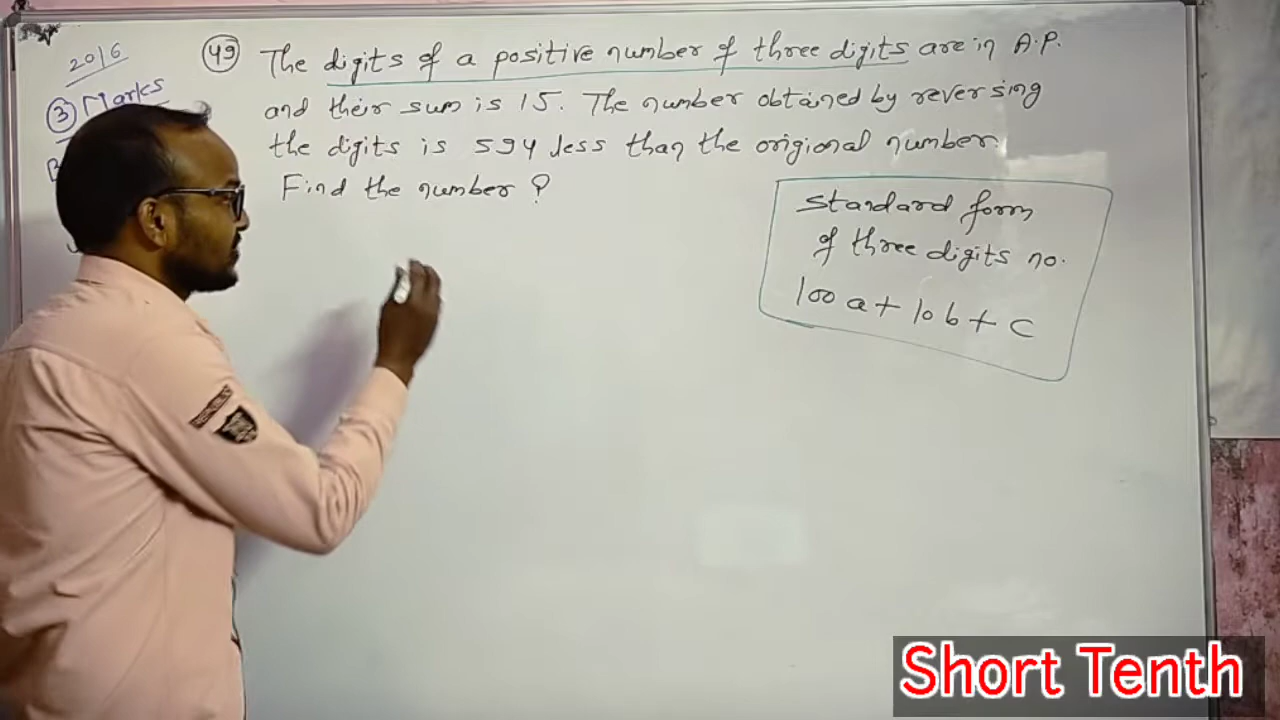 2016
3 Marks
49 The digits of a positive number of three digits are in A.P.
and their sum is 15. The number obtained by reversing
the digits is 594 less than the origional number.
Find the number ?
Standard form
of three digits no.
100a + 10b + c
Short Tenth